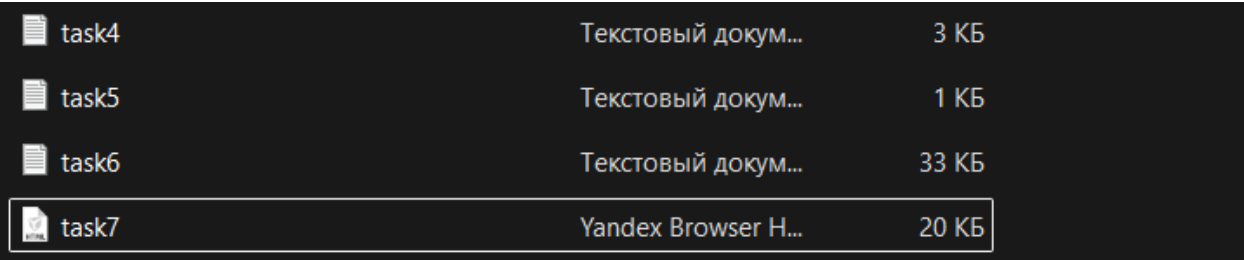 task4 Текстовый докум... 3 КБ
task5 Текстовый докум... 1 КБ
task6 Текстовый докум... 33 КБ
task7 Yandex Browser H... 20 КБ